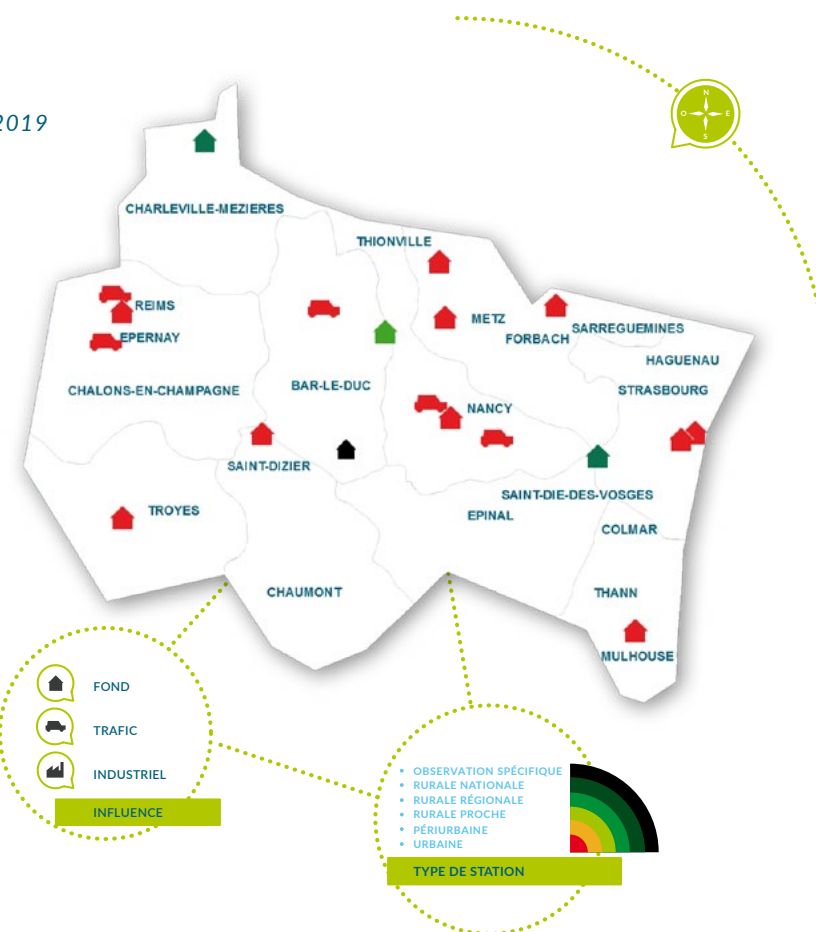 2019
N
O
E
S
CHARLEVILLE-MEZIERES
THIONVILLE
REIMS
METZ
SARREGUEMINES
EPERNAY
FORBACH
HAGUENAU
BAR-LE-DUC
CHALONS-EN-CHAMPAGNE
STRASBOURG
NANCY
SAINT-DIZIER
SAINT-DIE-DES-VOSGES
TROYES
EPINAL
COLMAR
CHAUMONT
THANN
MULHOUSE
FOND
TRAFIC
INDUSTRIEL
INFLUENCE
• OBSERVATION SPÉCIFIQUE
• RURALE NATIONALE
• RURALE RÉGIONALE
• RURALE PROCHE
• PÉRIURBAINE
• URBAINE
TYPE DE STATION